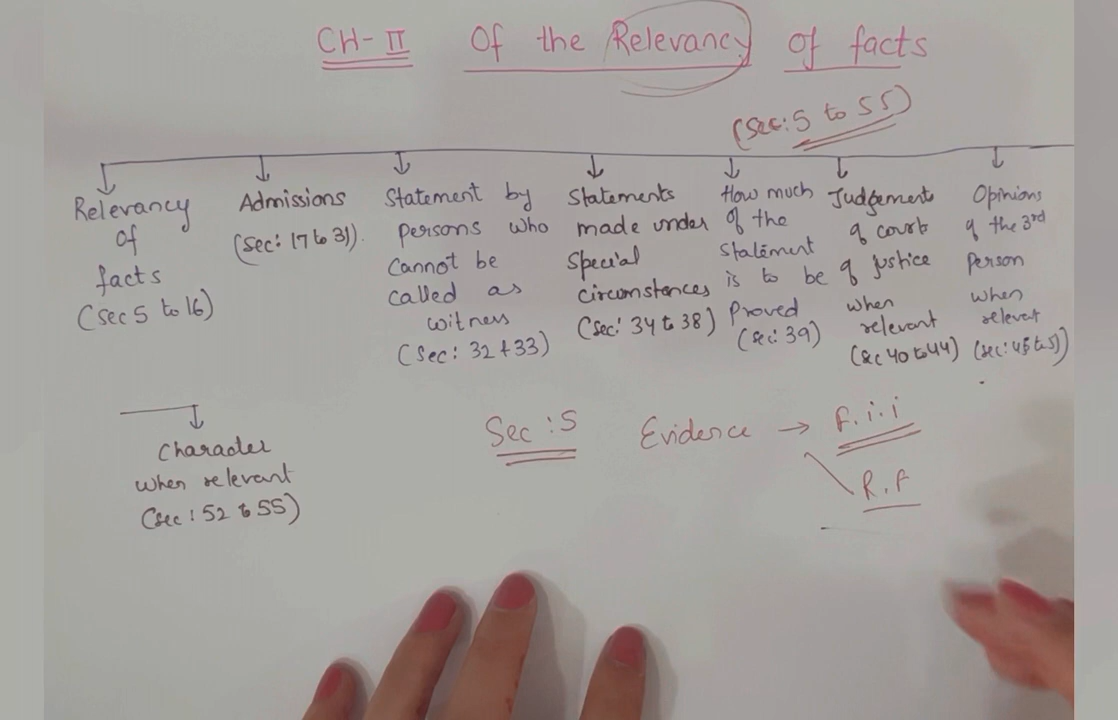 CH-II Of the Relevancy of facts
(Sec: 5 to 55)
Relevancy
Of
facts
(Sec 5 to 16)
Admissions
(Sec: 17 to 31).
Statement by
persons who
Cannot be
called as
witness
(Sec: 32 + 33)
Statements
made under
Special
circumstances
(Sec: 34 to 38)
How much
of the
Statement
is to be
Proved
(Sec: 39)
Judgements
of courts
of justice
when
relevant
(Sec 40 to 44)
Opinions
of the 3rd
Person
when
relevant
(Sec: 45 to 51)
Character
when relevant
(Sec: 52 to 55)
Sec: 5 Evidence → F.i.i
R.F